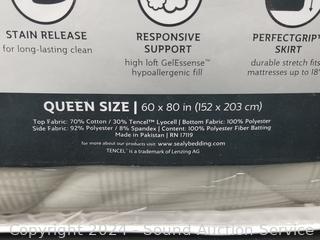 STAIN RELEASE
for long-lasting clean
RESPONSIVE
SUPPORT
high loft GelEssense™
hypoallergenic fill
PERFECTGRIP
SKIRT
durable stretch fits
mattresses up to 18"
QUEEN SIZE | 60 x 80 in (152 x 203 cm)
Top Fabric: 70% Cotton / 30% Tencel™ Lyocell | Bottom Fabric: 100% Polyester
Side Fabric: 92% Polyester / 8% Spandex | Content: 100% Polyester Fiber Batting
Made in Pakistan | RN 17119
for more about our products visit: www.sealybedding.com
TENCEL™ is a trademark of Lenzing AG
Copyright 2024 - Sound Auction Service